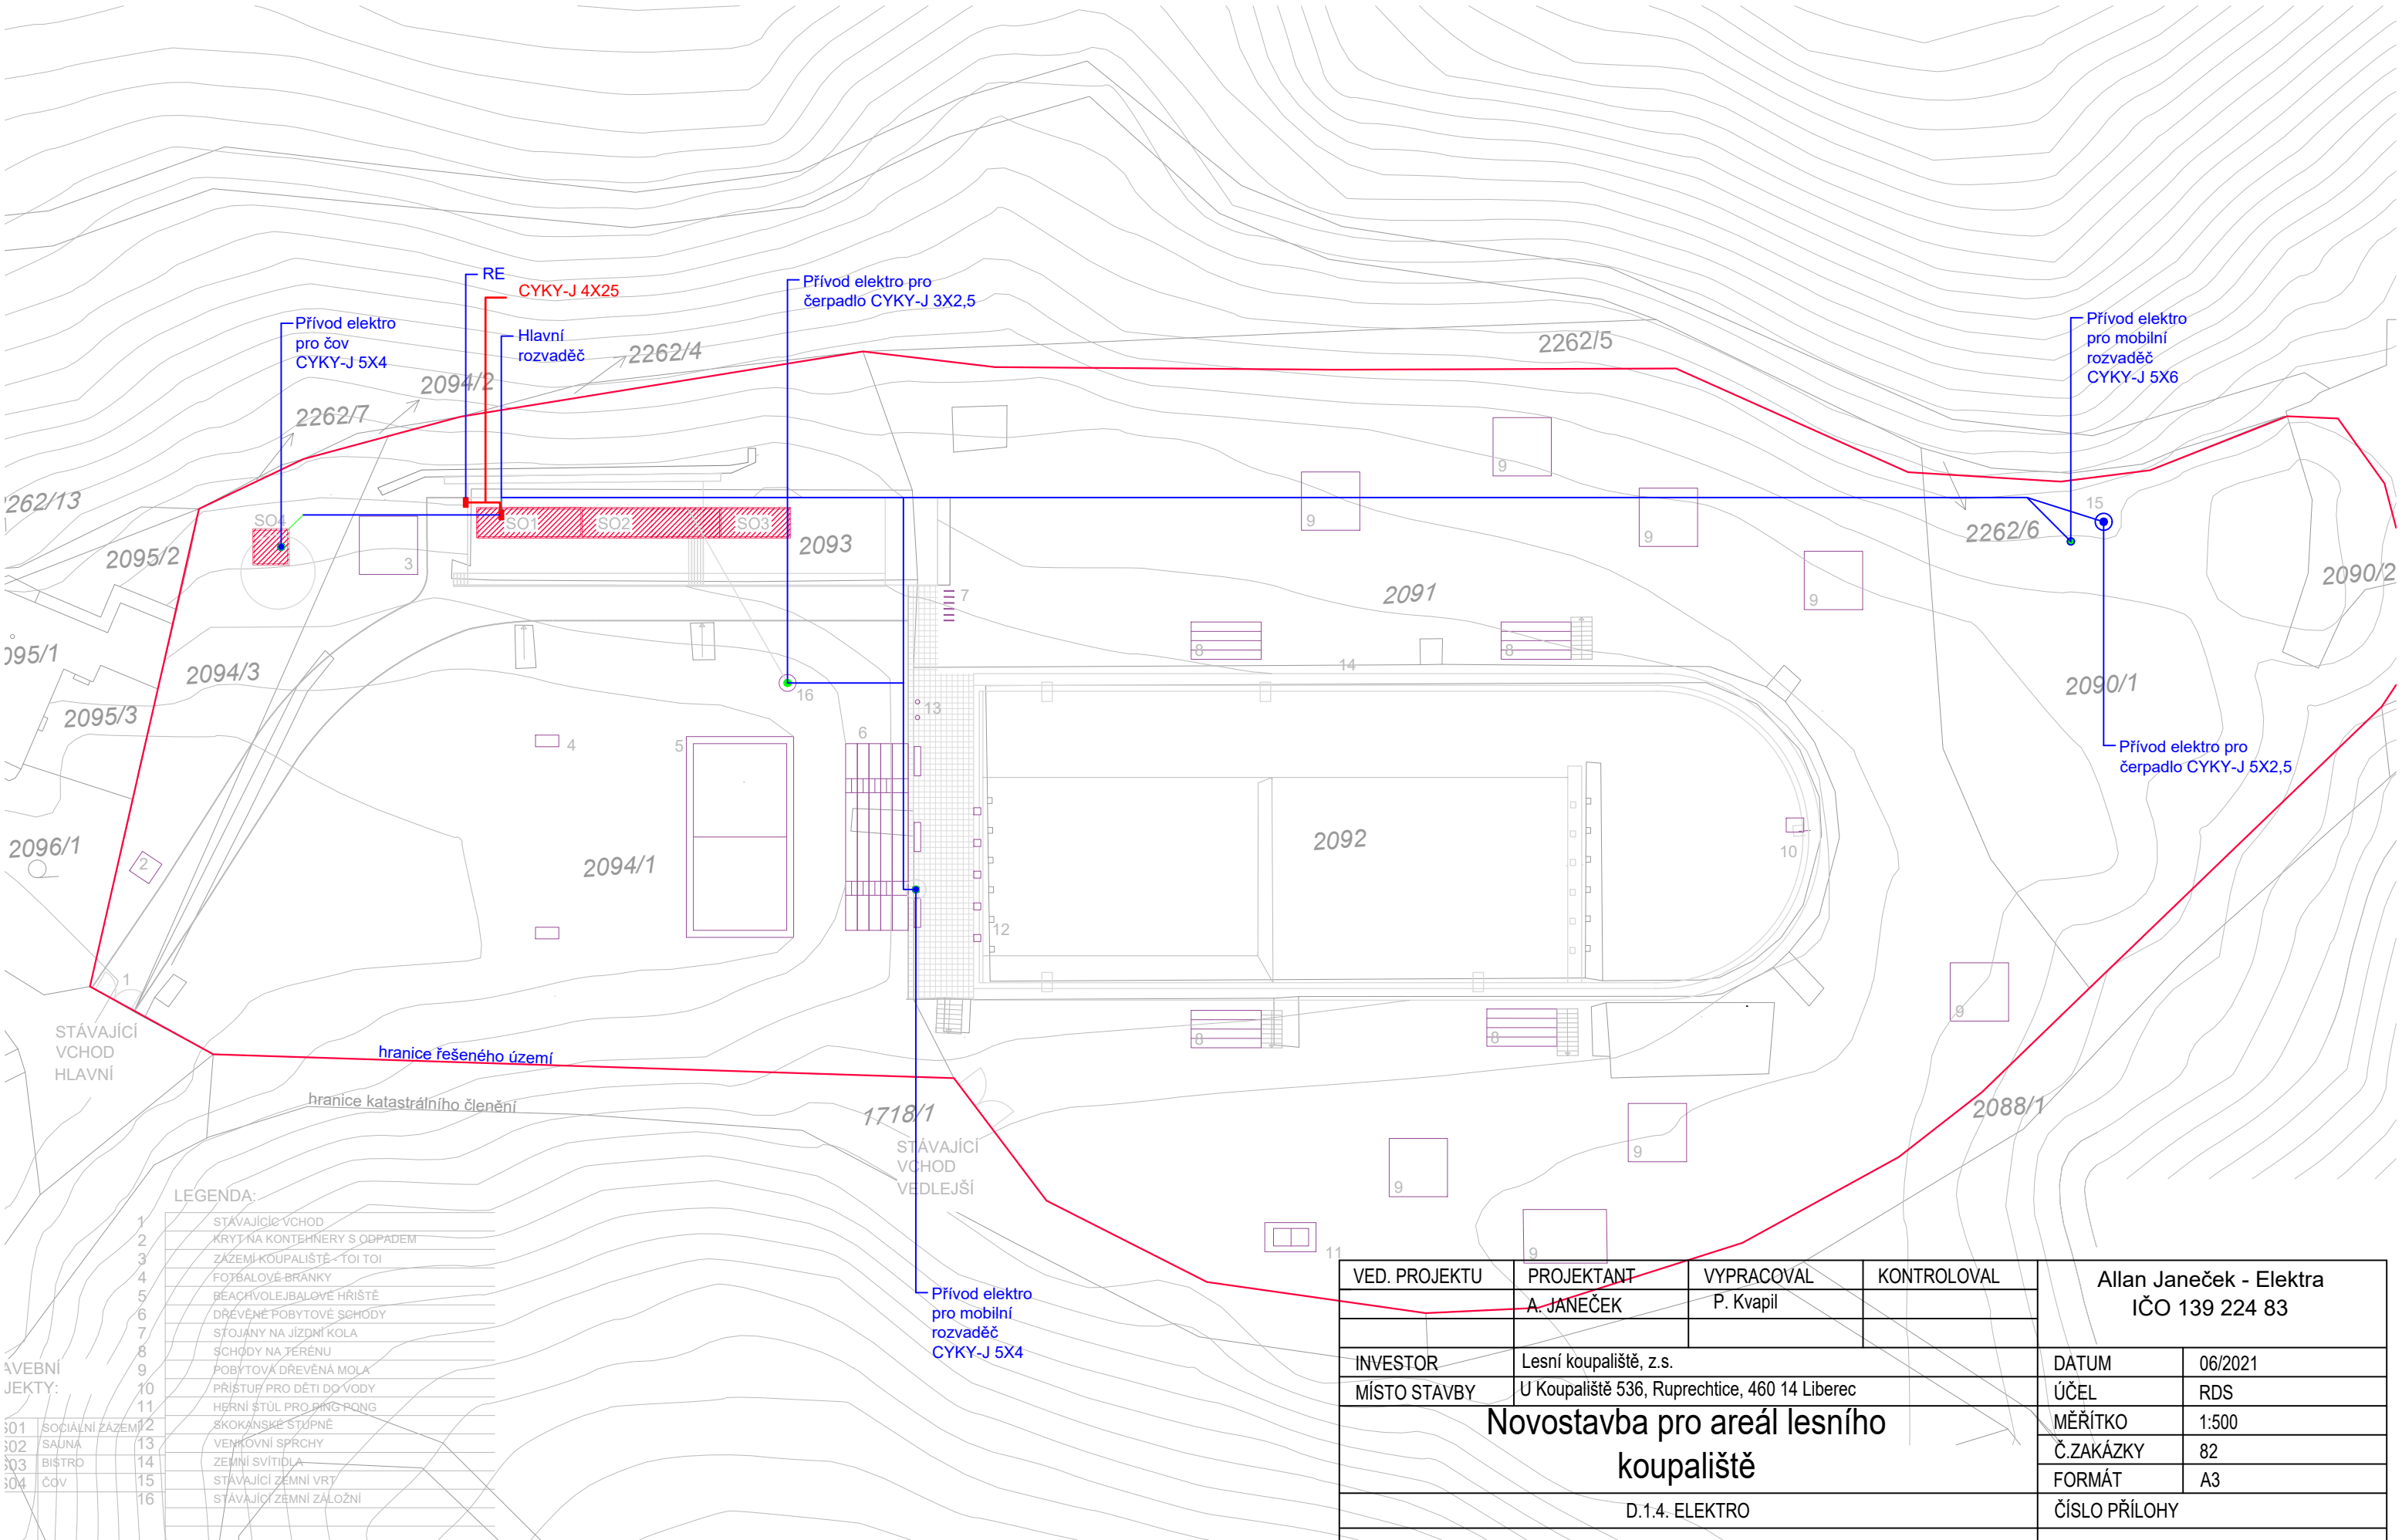 RE
CYKY-J 4X25
Přívod elektro
pro čov
CYKY-J 5X4
Hlavní
rozvaděč
Přívod elektro pro
čerpadlo CYKY-J 3X2,5
Přívod elektro
pro mobilní
rozvaděč
CYKY-J 5X6
2262/4
2262/5
2094/2
2262/7
262/13
SO4
SO1
SO2
SO3
3
2093
9
9
9
9
15
2262/6
2095/2
2090/2
2091
7
095/1
2094/3
8
8
14
2090/1
16
13
2095/3
4
5
6
Přívod elektro pro
čerpadlo CYKY-J 5X2,5
2096/1
2
2094/1
2092
10
12
1
9
STÁVAJÍCÍ
VCHOD
HLAVNÍ
8
8
hranice řešeného území
hranice katastrálního členění
1718/1
2088/1
STÁVAJÍCÍ
VCHOD
VEDLEJŠÍ
9
9
9
11
Přívod elektro
pro mobilní
rozvaděč
CYKY-J 5X4
LEGENDA:
1 STÁVAJÍCÍC VCHOD
2 KRYT NA KONTEHNERY S ODPADEM
3 ZÁZEMÍ KOUPALIŠTĚ - TOI TOI
4 FOTBALOVÉ BRANKY
5 BEACHVOLEJBALOVÉ HŘIŠTĚ
6 DŘEVĚNÉ POBYTOVÉ SCHODY
7 STOJANY NA JÍZDNÍ KOLA
8 SCHODY NA TERÉNU
9 POBYTOVÁ DŘEVĚNÁ MOLA
10 PŘÍSTUP PRO DĚTI DO VODY
11 HERNÍ STŮL PRO PING PONG
12 SKOKANSKÉ STUPNĚ
13 VENKOVNÍ SPRCHY
14 ZEMNÍ SVÍTIDLA
15 STÁVAJÍCÍ ZEMNÍ VRT
16 STÁVAJÍCÍ ZEMNÍ ZÁLOŽNÍ
AVEBNÍ
JEKTY:
S01 SOCIÁLNÍ ZÁZEMÍ
S02 SAUNA
S03 BISTRO
S04 ČOV
VED. PROJEKTU PROJEKTANT VYPRACOVAL KONTROLOVAL
A. JANEČEK P. Kvapil
Allan Janeček - Elektra
IČO 139 224 83
INVESTOR Lesní koupaliště, z.s.
MÍSTO STAVBY U Koupaliště 536, Ruprechtice, 460 14 Liberec
Novostavba pro areál lesního
koupaliště
D.1.4. ELEKTRO
DATUM 06/2021
ÚČEL RDS
MĚŘÍTKO 1:500
Č.ZAKÁZKY 82
FORMÁT A3
ČÍSLO PŘÍLOHY